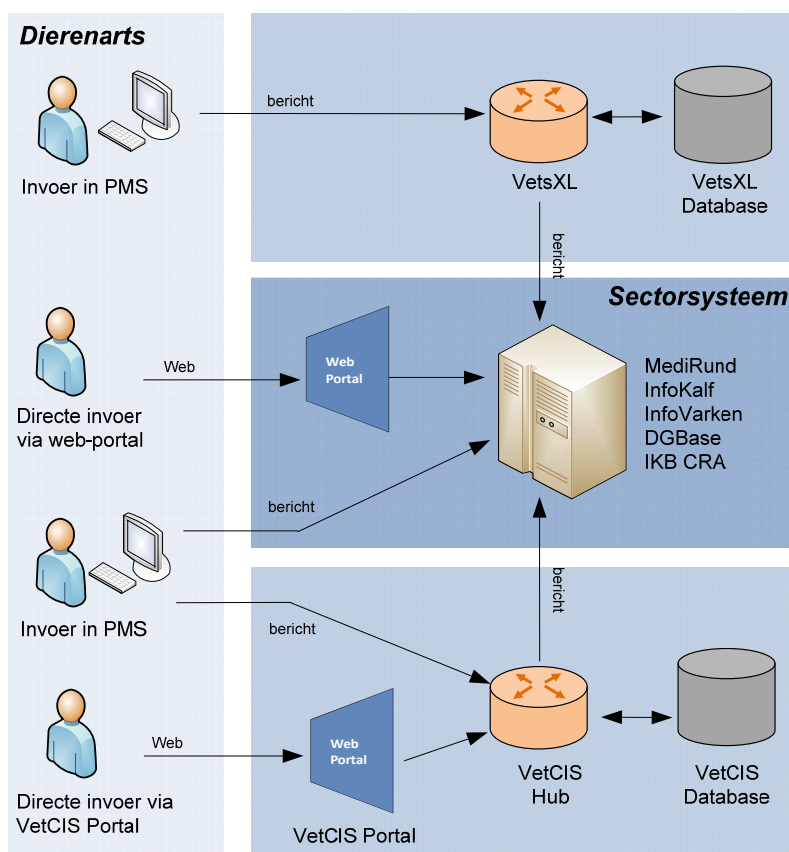 Dierenarts
bericht
Invoer in PMS
VetsXL
VetsXL
Database
bericht
Sectorsysteem
Web
Web
Portal
MediRund
InfoKalf
InfoVarken
DGBase
IKB CRA
Directe invoer
via web-portal
bericht
Invoer in PMS
bericht
bericht
Web
Web
Portal
VetCIS
Hub
VetCIS
Database
Directe invoer via
VetCIS Portal
VetCIS Portal